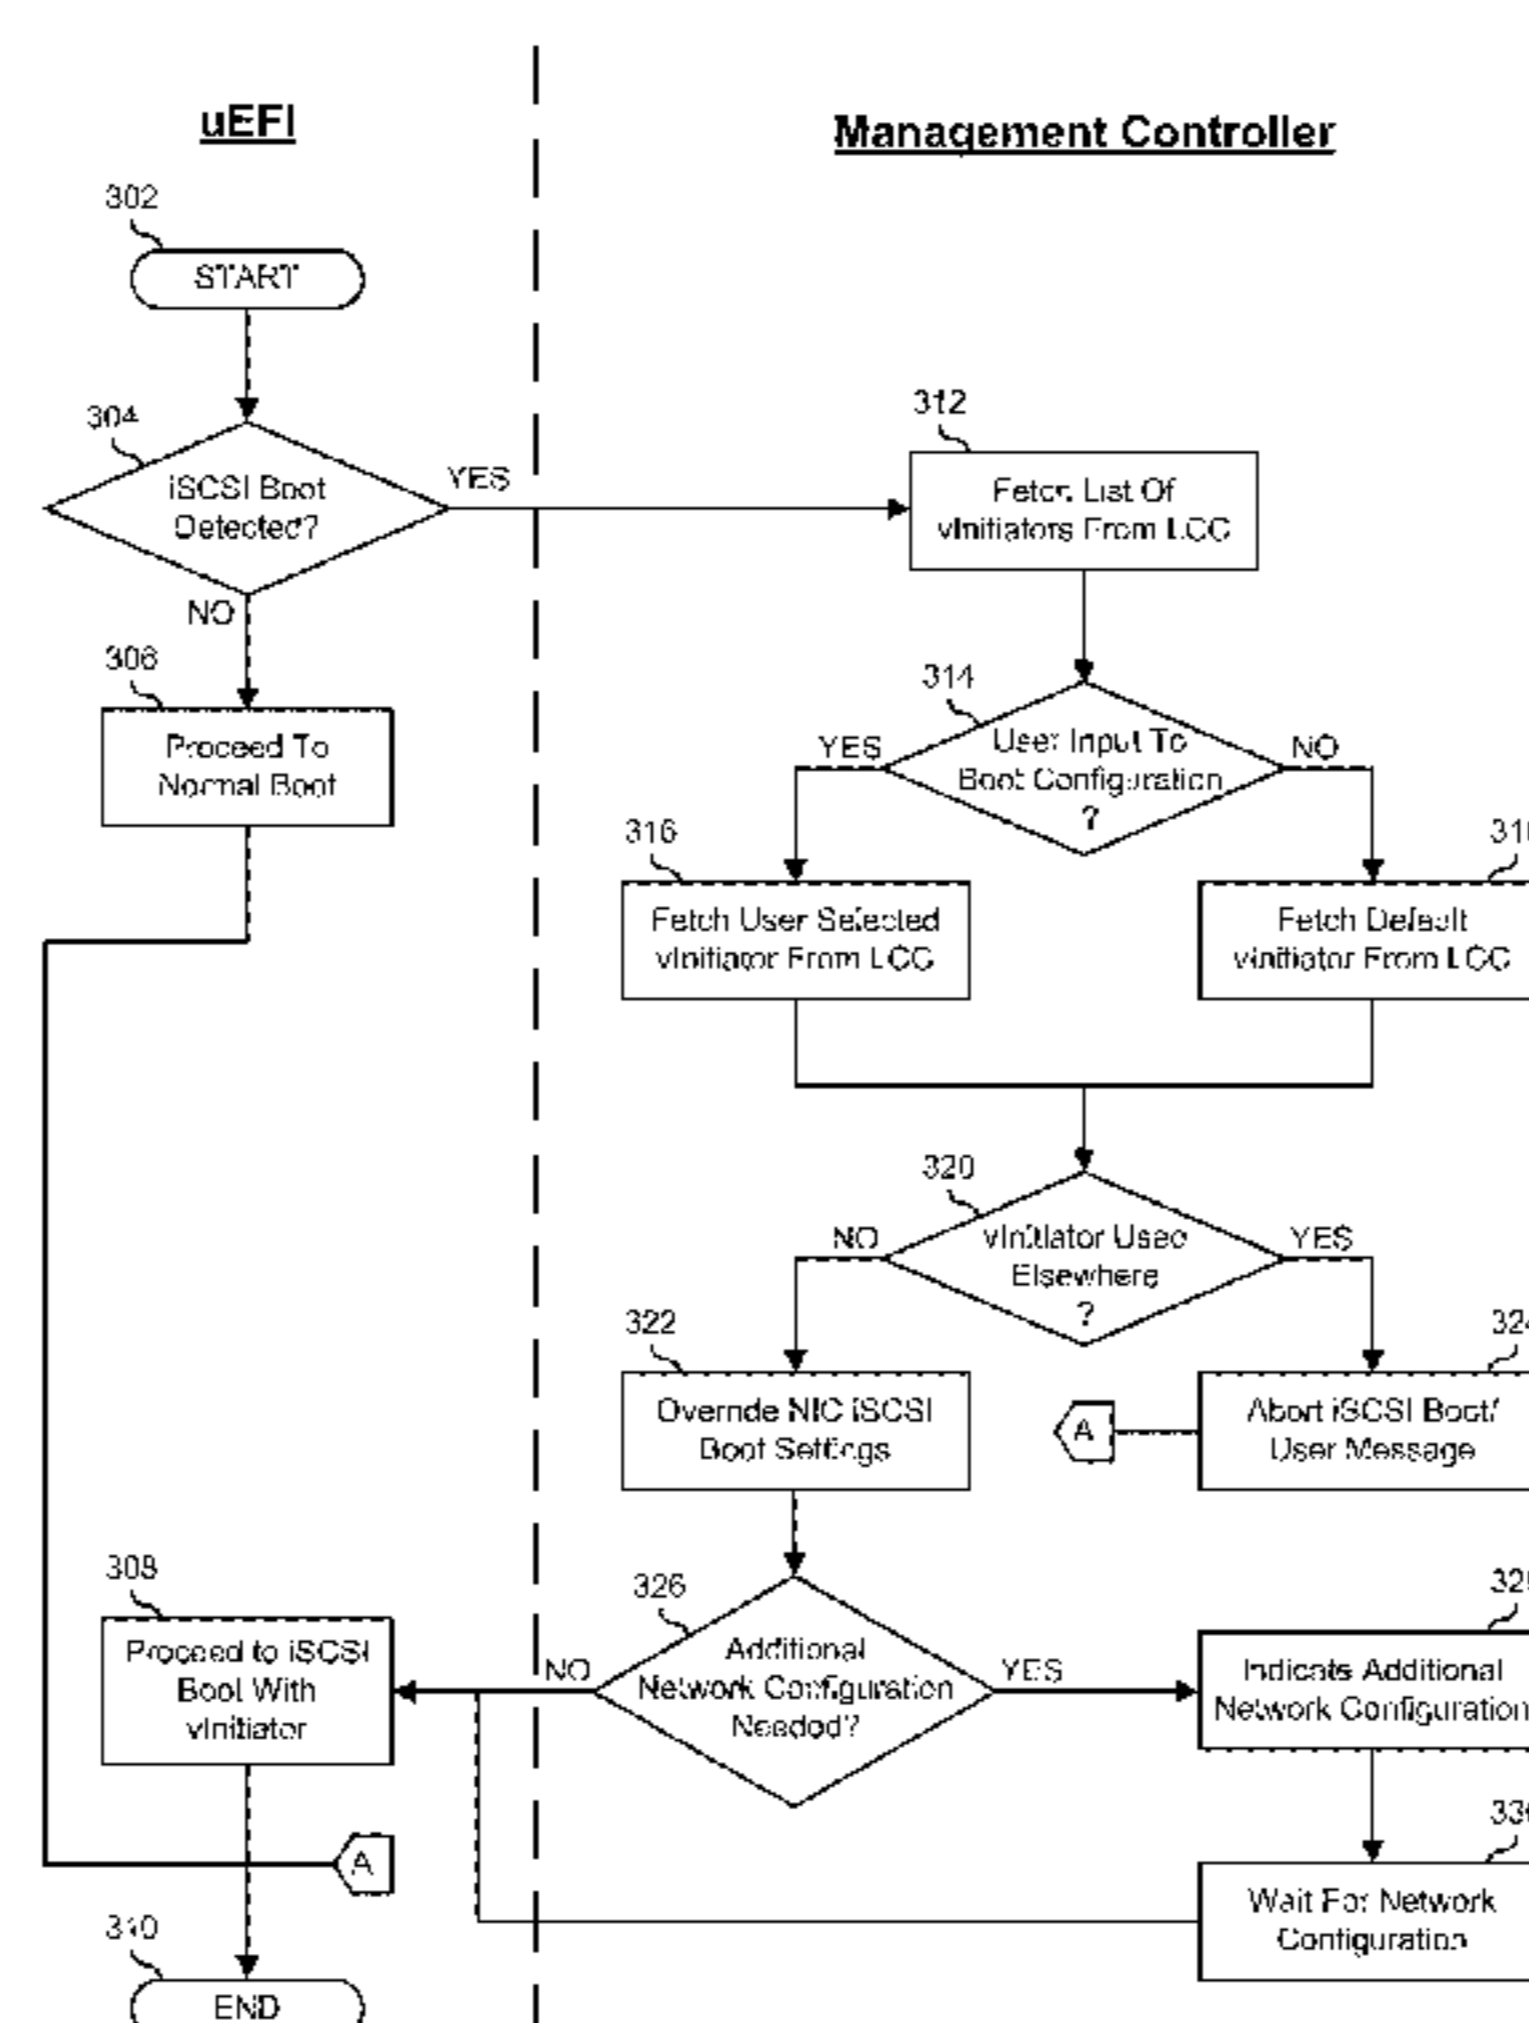 uEFI
Management Controller
302
START
304
iSCSI Boot
Detected?
YES
NO
312
Fetch List Of
vInitiators From LCC
306
Proceed To
Normal Boot
314
User Input To
Boot Configuration
?
YES
NO
316
Fetch User Selected
vInitiator From LCC
Fetch Default
vInitiator From LCC
320
vInitiator Used
Elsewhere
?
NO
YES
322
Override NIC iSCSI
Boot Settings
A
Abort iSCSI Boot/
User Message
308
Proceed to iSCSI
Boot With
vInitiator
326
Additional
Network Configuration
Needed?
NO
YES
Indicate Additional
Network Configuration
A
Wait For Network
Configuration
310
END